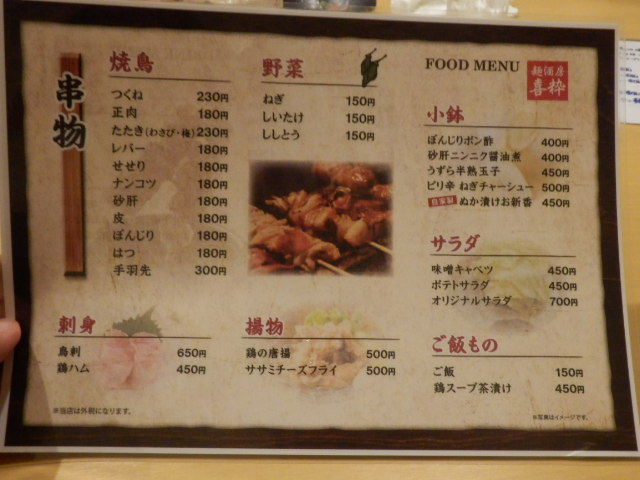 串物
焼鳥
つくね 230円
正肉 180円
たたき(わさび・梅) 230円
レバー 180円
せせり 180円
ナンコツ 180円
砂肝 180円
皮 180円
ぼんじり 180円
はつ 180円
手羽先 300円
野菜
ねぎ 150円
しいたけ 150円
ししとう 150円
FOOD MENU
麺酒房
喜粋
小鉢
ぼんじりポン酢 400円
砂肝ニンニク醤油煮 400円
うずら半熟玉子 450円
ピリ辛 ねぎチャーシュー 500円
自家製 ぬか漬けお新香 450円
サラダ
味噌キャベツ 450円
ポテトサラダ 450円
オリジナルサラダ 700円
刺身
鳥刺 650円
鶏ハム 450円
揚物
鶏の唐揚 500円
ササミチーズフライ 500円
ご飯もの
ご飯 150円
鶏スープ茶漬け 450円
※当店は外税になります。
※写真はイメージです。